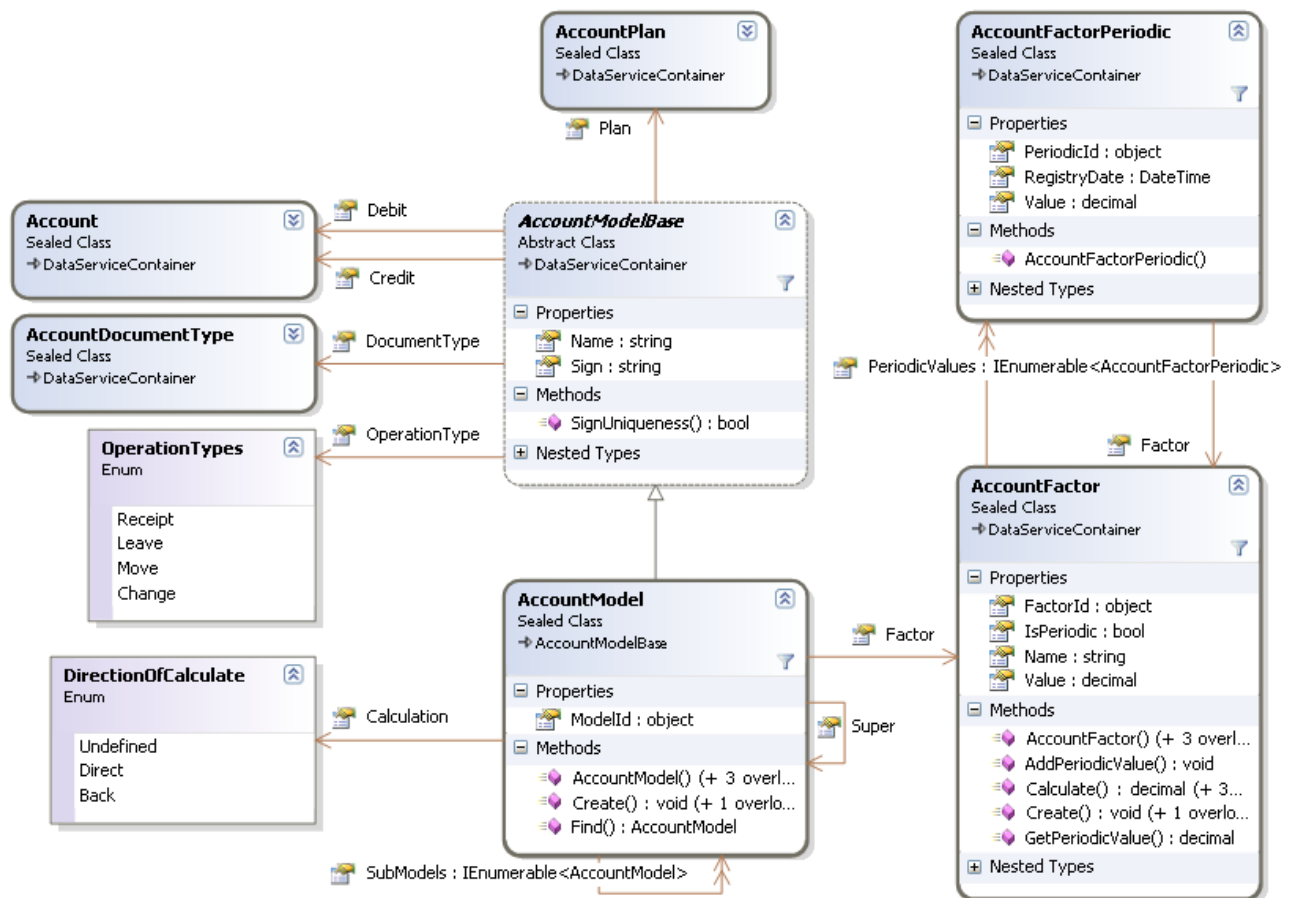 AccountPlan
Sealed Class
DataServiceContainer
Plan
Account
Sealed Class
DataServiceContainer
Debit
Credit
AccountDocumentType
Sealed Class
DataServiceContainer
DocumentType
OperationTypes
Enum
Receipt
Leave
Move
Change
OperationType
AccountModelBase
Abstract Class
DataServiceContainer
Properties
Name : string
Sign : string
Methods
SignUniqueness() : bool
Nested Types
AccountFactorPeriodic
Sealed Class
DataServiceContainer
Properties
PeriodicId : object
RegistryDate : DateTime
Value : decimal
Methods
AccountFactorPeriodic()
Nested Types
PeriodicValues : IEnumerable<AccountFactorPeriodic>
Factor
DirectionOfCalculate
Enum
Undefined
Direct
Back
Calculation
AccountModel
Sealed Class
AccountModelBase
Properties
ModelId : object
Methods
AccountModel() (+ 3 overl...
Create() : void (+ 1 overlo...
Find() : AccountModel
Factor
Super
SubModels : IEnumerable<AccountModel>
AccountFactor
Sealed Class
DataServiceContainer
Properties
FactorId : object
IsPeriodic : bool
Name : string
Value : decimal
Methods
AccountFactor() (+ 3 overl...
AddPeriodicValue() : void
Calculate() : decimal (+ 3...
Create() : void (+ 1 overlo...
GetPeriodicValue() : decimal
Nested Types